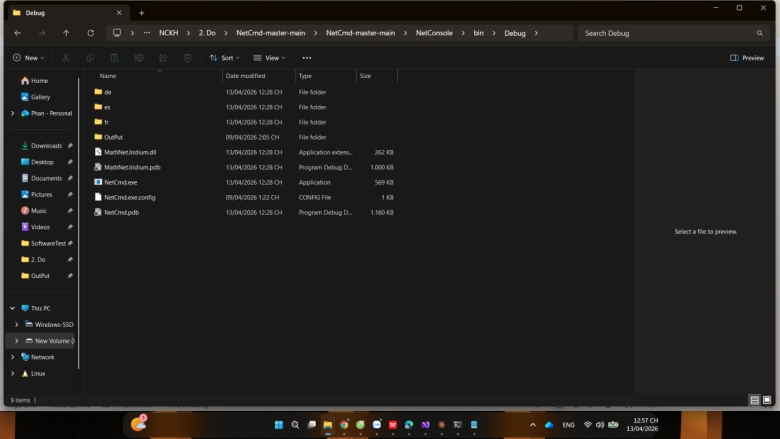 Debug
NCKH > 2. Do > NetCmd-master-main > NetCmd-master-main > NetConsole > bin > Debug >
Search Debug
New
Sort
View
Preview
Home
Gallery
Phan - Personal
Downloads
Desktop
Documents
Pictures
Music
Videos
SoftwareTest
2. Do
OutPut
This PC
Windows-SSD
New Volume (
Network
Linux
Name Date modified Type Size
de 13/04/2026 12:28 CH File folder
es 13/04/2026 12:28 CH File folder
fr 13/04/2026 12:28 CH File folder
OutPut 09/04/2026 2:05 CH File folder
MathNet.Iridium.dll 13/04/2026 12:28 CH Application extens... 262 KB
MathNet.Iridium.pdb 13/04/2026 12:28 CH Program Debug D... 1.000 KB
NetCmd.exe 13/04/2026 12:28 CH Application 569 KB
NetCmd.exe.config 09/04/2026 1:22 CH CONFIG File 1 KB
NetCmd.pdb 13/04/2026 12:28 CH Program Debug D... 1.160 KB
Select a file to preview.
9 items
1
ENG
12:57 CH
13/04/2026